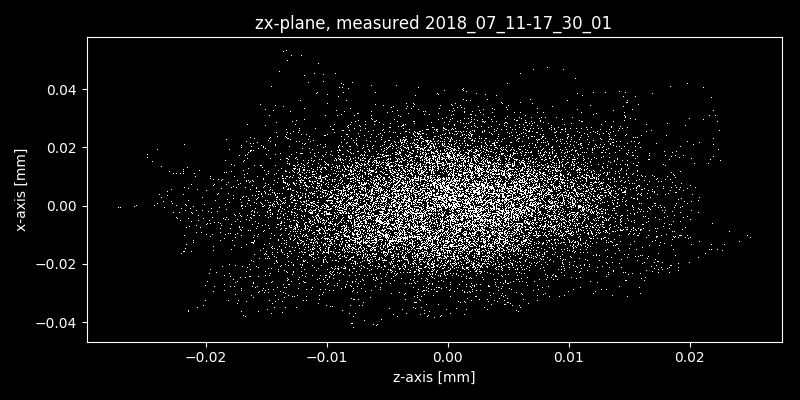 zx-plane, measured 2018_07_11-17_30_01
x-axis [mm]
0.04
0.02
0.00
−0.02
−0.04
−0.02 −0.01 0.00 0.01 0.02
z-axis [mm]